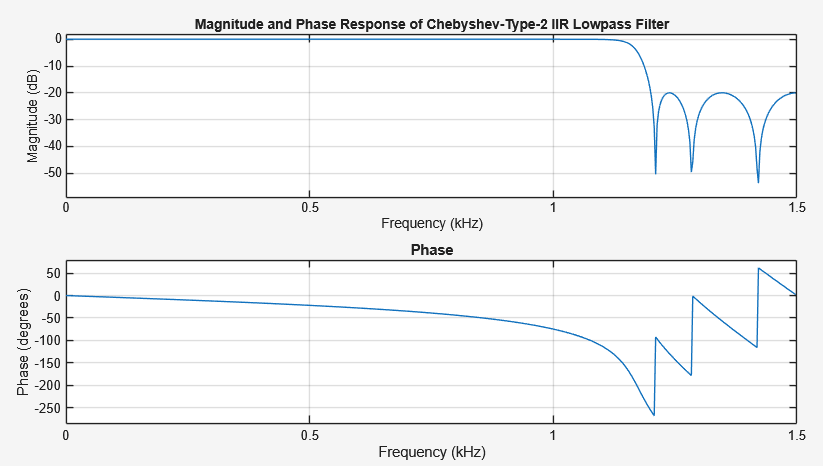 Magnitude and Phase Response of Chebyshev-Type-2 IIR Lowpass Filter
Magnitude (dB)
0
-10
-20
-30
-40
-50
0 0.5 1 1.5
Frequency (kHz)
Phase
Phase (degrees)
50
0
-50
-100
-150
-200
-250
0 0.5 1 1.5
Frequency (kHz)